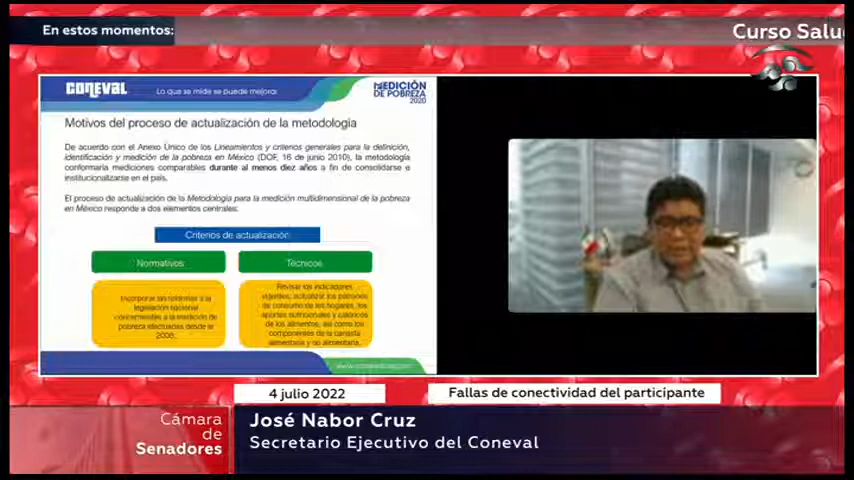 En estos momentos:
Curso Salu
CONEVAL
Lo que se mide se puede mejorar
MEDICIÓN
DE POBREZA
2020
Motivos del proceso de actualización de la metodología
De acuerdo con el Anexo Único de los Lineamientos y criterios generales para la definición,
identificación y medición de la pobreza en México (DOF, 16 de junio 2010), la metodología
conformaría mediciones comparables durante al menos diez años a fin de consolidarse e
institucionalizarse en el país.
El proceso de actualización de la Metodología para la medición multidimensional de la pobreza
en México responde a dos elementos centrales:
Criterios de actualización:
Normativos:
Técnicos:
Incorporar las reformas a la
legislación nacional
concernientes a la medición de
pobreza efectuadas desde el
2008.
Revisar los indicadores
vigentes, actualizar los patrones
de consumo de los hogares, los
aportes nutricionales y calóricos
de los alimentos, así como los
componentes de la canasta
alimentaria y no alimentaria.
www.coneval.org.mx
4 julio 2022
Fallas de conectividad del participante
Cámara
de
Senadores
José Nabor Cruz
Secretario Ejecutivo del Coneval